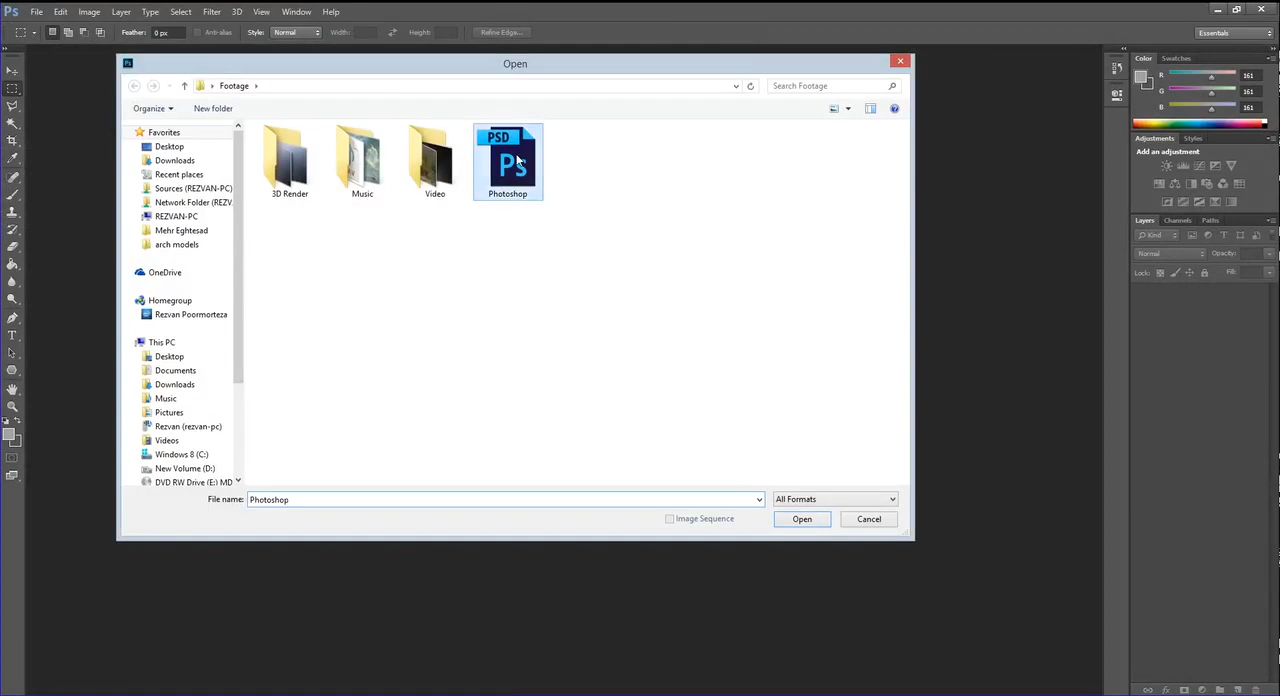 Ps File Edit Image Layer Type Select Filter 3D View Window Help
Feather: 0 px Anti-alias Style: Normal Width: Height: Refine Edge... Essentials
Open
Footage Search Footage
Organize New folder
Favorites
Desktop
Downloads
Recent places
Sources (REZVAN-PC)
Network Folder (REZV.
REZVAN-PC
Mehr Eghtesad
arch models
OneDrive
Homegroup
Rezvan Poormorteza
This PC
Desktop
Documents
Downloads
Music
Pictures
Rezvan (rezvan-pc)
Videos
Windows 8 (C:)
New Volume (D:)
DVD RW Drive (E:) MD
PSD
Ps
3D Render Music Video Photoshop
File name: Photoshop All Formats
Image Sequence Open Cancel
Color Swatches
R 161
G 161
B 161
Adjustments Styles
Add an adjustment
Layers Channels Paths
Kind
Normal Opacity:
Lock: Fill: